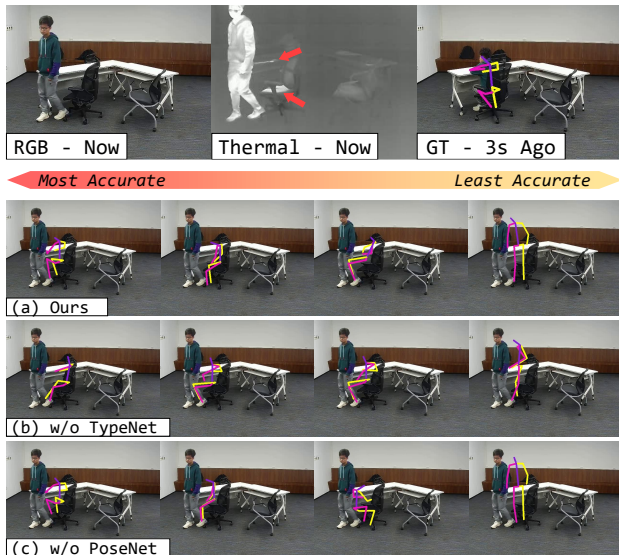 RGB - Now
Thermal - Now
GT - 3s Ago
Most Accurate
Least Accurate
(a) Ours
(b) w/o TypeNet
(c) w/o PoseNet